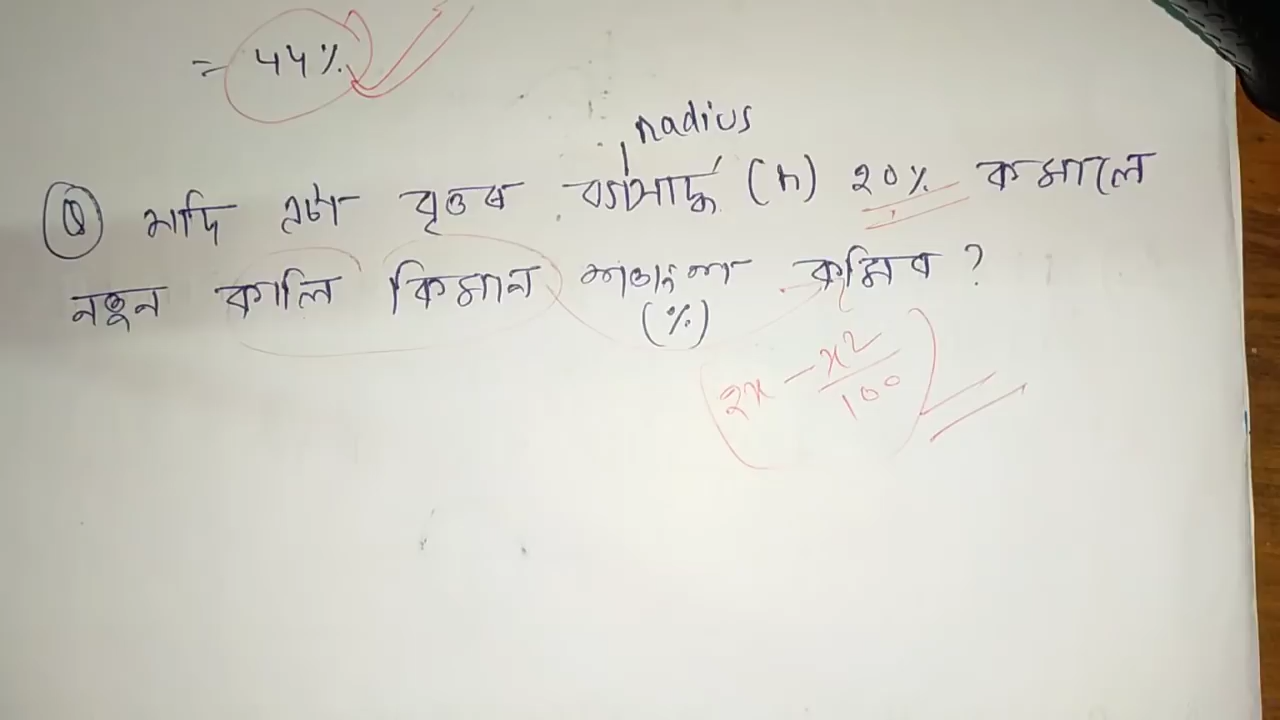 = 44%
radius
Q যদি এটা বৃত্তৰ ব্যাসাৰ্দ্ধ (r) 20% কমালে
নতুন কালি কিমান শতাংশ কমিব ?
(%)
2x - x2/100